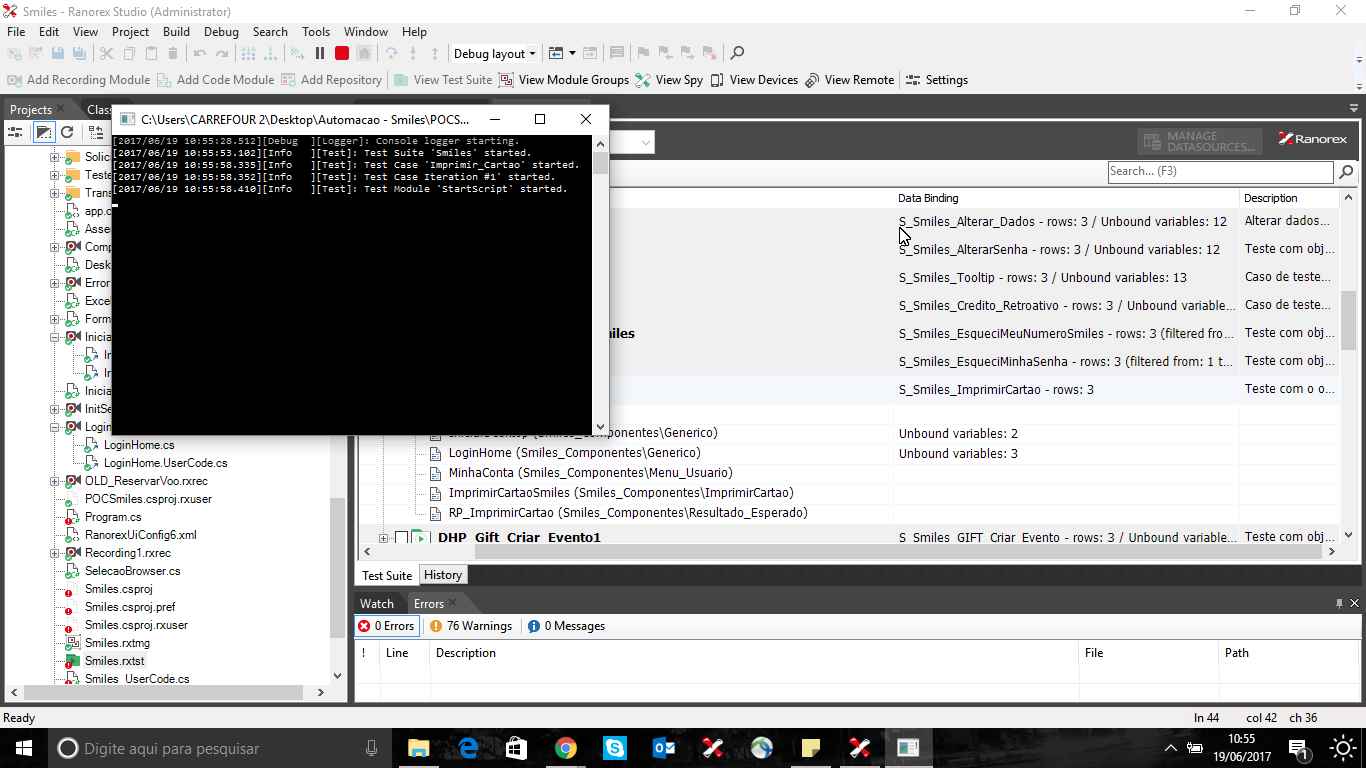 Smiles - Ranorex Studio (Administrator)
File Edit View Project Build Debug Search Tools Window Help
Debug layout
Add Recording Module Add Code Module Add Repository View Test Suite View Module Groups View Spy View Devices View Remote Settings
Projects Clas
C:\Users\CARREFOUR 2\Desktop\Automacao - Smiles\POCS...
[2017/06/19 10:55:28.512][Debug ][Logger]: Console logger starting.
[2017/06/19 10:55:53.102][Info ][Test]: Test Suite 'Smiles' started.
[2017/06/19 10:55:58.335][Info ][Test]: Test Case 'Imprimir_Cartao' started.
[2017/06/19 10:55:58.352][Info ][Test]: Test Case Iteration #1' started.
[2017/06/19 10:55:58.410][Info ][Test]: Test Module 'StartScript' started.
MANAGE DATASOURCES... Ranorex
Search... (F3)
Data Binding Description
S_Smiles_Alterar_Dados - rows: 3 / Unbound variables: 12 Alterar dados...
S_Smiles_AlterarSenha - rows: 3 / Unbound variables: 12 Teste com obj...
S_Smiles_Tooltip - rows: 3 / Unbound variables: 13 Caso de teste...
S_Smiles_Credito_Retroativo - rows: 3 / Unbound variable... Caso de teste...
iles S_Smiles_EsqueciMeuNumeroSmiles - rows: 3 (filtered fro... Teste com obj...
S_Smiles_EsqueciMinhaSenha - rows: 3 (filtered from: 1 t... Teste com obj...
S_Smiles_ImprimirCartao - rows: 3 Teste com o o...
Unbound variables: 2
LoginHome (Smiles_Componentes\Generico) Unbound variables: 3
MinhaConta (Smiles_Componentes\Menu_Usuario)
ImprimirCartaoSmiles (Smiles_Componentes\ImprimirCartao)
RP_ImprimirCartao (Smiles_Componentes\Resultado_Esperado)
DHP_Gift_Criar_Evento1 S_Smiles_GIFT_Criar_Evento - rows: 3 / Unbound variable... Teste com obj...
Solic
Teste
Trans
app.c
Asse
Comp
Desk
Error
Exce
Form
Inicia
In
In
Inicia
InitSe
Login
LoginHome.cs
LoginHome.UserCode.cs
OLD_ReservarVoo.rxrec
POCSmiles.csproj.rxuser
Program.cs
RanorexUiConfig6.xml
Recording1.rxrec
SelecaoBrowser.cs
Smiles.csproj
Smiles.csproj.pref
Smiles.csproj.rxuser
Smiles.rxtmg
Smiles.rxtst
Smiles_UserCode.cs
Test Suite History
Watch Errors
0 Errors 76 Warnings 0 Messages
! Line Description File Path
Ready ln 44 col 42 ch 36
Digite aqui para pesquisar
10:55
19/06/2017
1